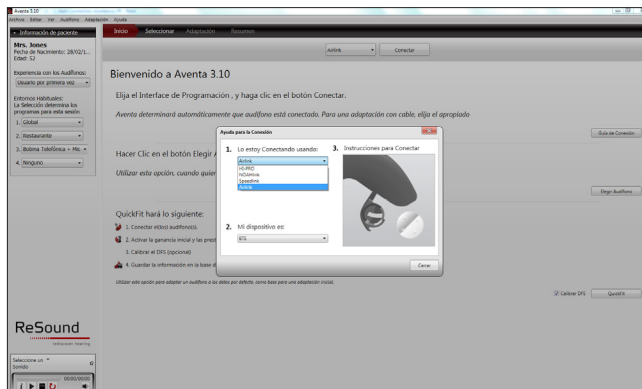 Aventa 3.10
Archivo Editar Ver Audífono Adaptación Ayuda
Información de paciente
Inicio Seleccionar Adaptación Resumen
Mrs. Jones
Fecha de Nacimiento: 28/02/1...
Edad: 52
Airlink
Conectar
Experiencia con los Audífonos:
Usuario por primera vez
Entornos Habituales:
La Selección determina los
programas para esta sesión
1. Global
2. Restaurante
3. Bobina Telefónica + Mic
4. Ninguno
Bienvenido a Aventa 3.10
Elija el Interface de Programación , y haga clic en el botón Conectar.
Aventa determinará automáticamente que audífono está conectado. Para una adaptación con cable, elija el apropiado
Guía de Conexión
Hacer Clic en el botón Elegir A
Utilizar esta opción, cuando quier
Elegir Audífono
Ayuda para la Conexión
1. Lo estoy Conectando usando:
Airlink
HI-PRO
NOAHlink
Speedlink
Airlink
2. Mi dispositivo es:
BTE
3. Instrucciones para Conectar
Cerrar
QuickFit hará lo siguiente:
1. Conectar el(los) audífono(s).
2. Activar la ganancia inicial y las prest
3. Calibrar el DFS (opcional)
4. Guardar la información en la base d
Utilizar esta opción para adaptar un audífono a los datos por defecto, como base para una adaptación inicial.
Calibrar DFS
QuickFit
ReSound
rediscover hearing
Seleccione un
Sonido
00:00/00:00